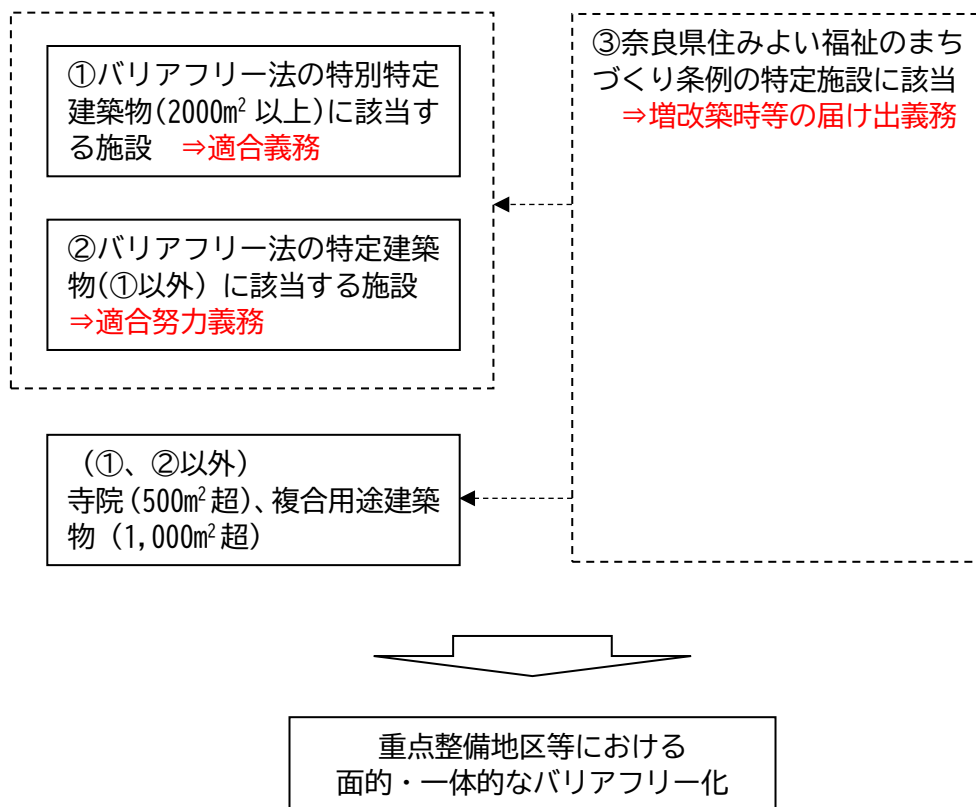 ①バリアフリー法の特別特定
建築物(2000m²以上)に該当す
る施設　⇒適合義務
②バリアフリー法の特定建築
物(①以外）に該当する施設
⇒適合努力義務
（①、②以外）
寺院(500m²超)、複合用途建築
物（1,000m²超）
③奈良県住みよい福祉のまち
づくり条例の特定施設に該当
⇒増改築時等の届け出義務
重点整備地区等における
面的・一体的なバリアフリー化